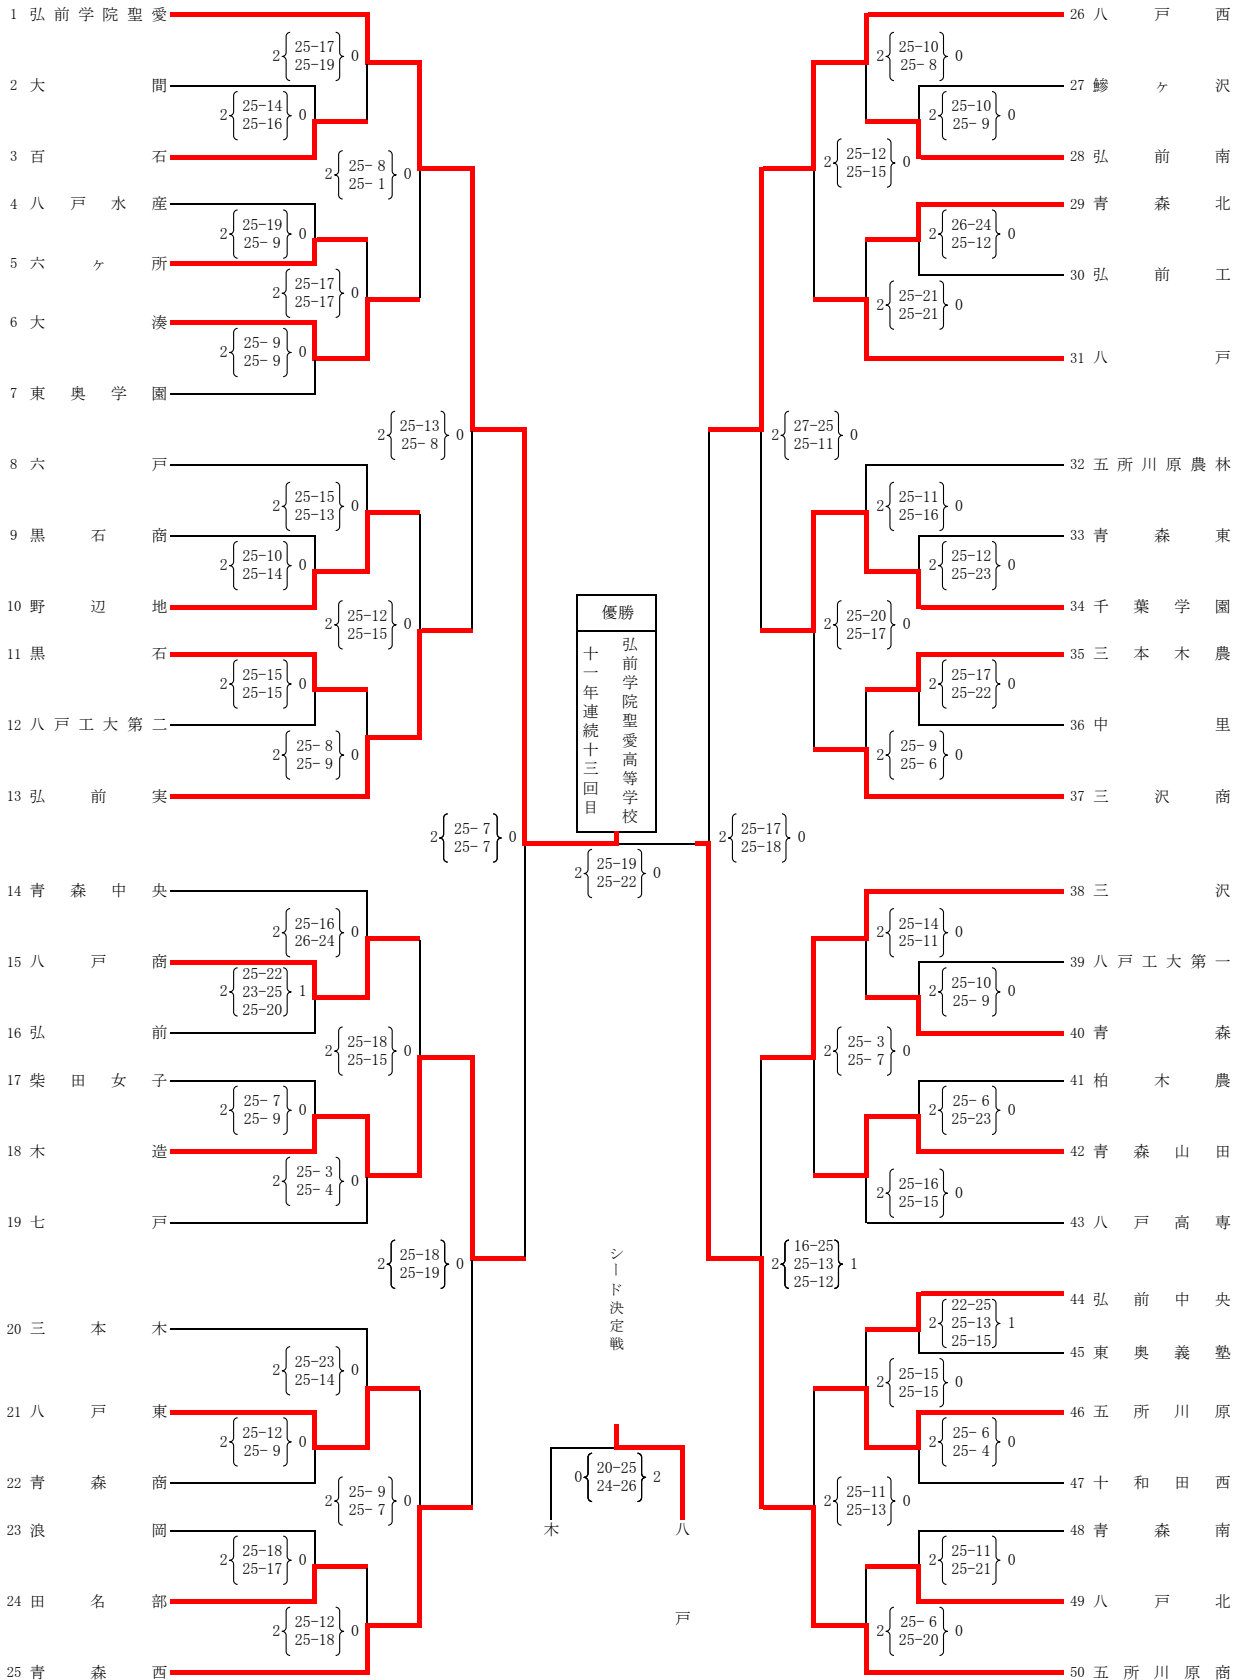 1 弘前学院聖愛
2{25-17 25-19}0
2 大間
2{25-14 25-16}0
3 百石
2{25- 8 25- 1}0
4 八戸水産
2{25-19 25- 9}0
5 六ヶ所
2{25-17 25-17}0
6 大湊
2{25- 9 25- 9}0
7 東奥学園
2{25-13 25- 8}0
8 六戸
2{25-15 25-13}0
9 黒石商
2{25-10 25-14}0
10 野辺地
2{25-12 25-15}0
11 黒石
2{25-15 25-15}0
12 八戸工大第二
2{25- 8 25- 9}0
13 弘前実
2{25- 7 25- 7}0
14 青森中央
2{25-16 26-24}0
15 八戸商
2{25-22 23-25 25-20}1
16 弘前
2{25-18 25-15}0
17 柴田女子
2{25- 7 25- 9}0
18 木造
2{25- 3 25- 4}0
19 七戸
2{25-18 25-19}0
20 三本木
2{25-23 25-14}0
21 八戸東
2{25-12 25- 9}0
22 青森商
2{25- 9 25- 7}0
23 浪岡
2{25-18 25-17}0
24 田名部
2{25-12 25-18}0
25 青森西
優勝
弘前学院聖愛高等学校
十一年連続十三回目
2{25-19 25-22}0
シード決定戦
0{20-25 24-26}2
木
八
戸
26 八戸西
2{25-10 25- 8}0
27 鰺ヶ沢
2{25-10 25- 9}0
28 弘前南
2{25-12 25-15}0
29 青森北
2{26-24 25-12}0
30 弘前工
2{25-21 25-21}0
31 八戸
2{27-25 25-11}0
32 五所川原農林
2{25-11 25-16}0
33 青森東
2{25-12 25-23}0
34 千葉学園
2{25-20 25-17}0
35 三本木農
2{25-17 25-22}0
36 中里
2{25- 9 25- 6}0
37 三沢商
2{25-17 25-18}0
38 三沢
2{25-14 25-11}0
39 八戸工大第一
2{25-10 25- 9}0
40 青森
2{25- 3 25- 7}0
41 柏木農
2{25- 6 25-23}0
42 青森山田
2{25-16 25-15}0
43 八戸高専
2{16-25 25-13 25-12}1
44 弘前中央
2{22-25 25-13 25-15}1
45 東奥義塾
2{25-15 25-15}0
46 五所川原
2{25- 6 25- 4}0
47 十和田西
2{25-11 25-13}0
48 青森南
2{25-11 25-21}0
49 八戸北
2{25- 6 25-20}0
50 五所川原商